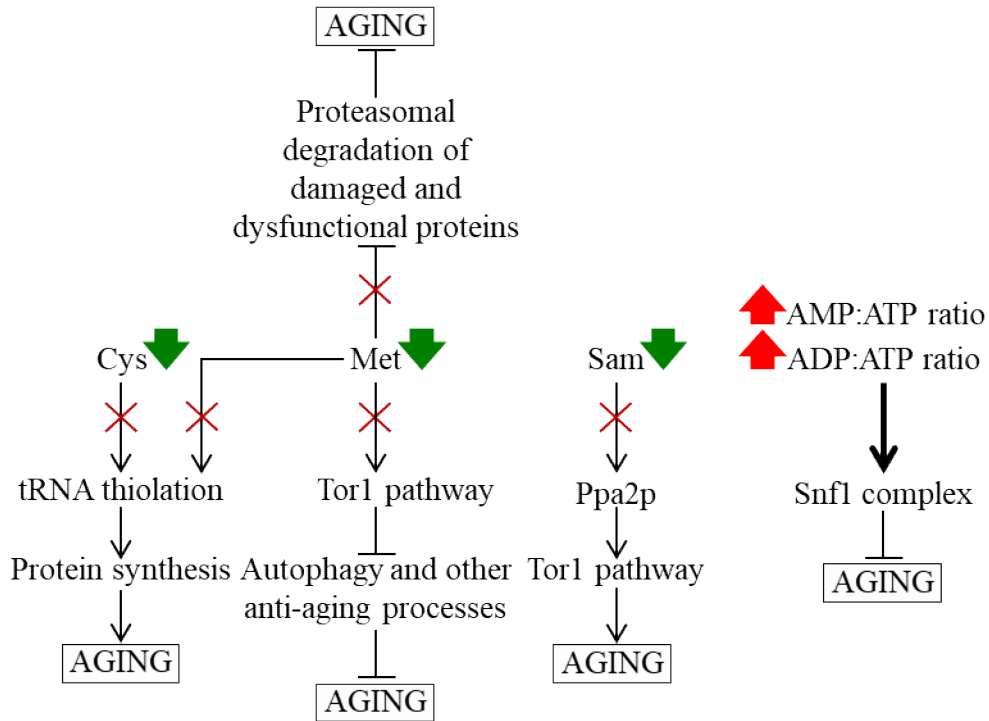 AGING
Proteasomal
degradation of
damaged and
dysfunctional proteins
AMP:ATP ratio
Cys
Met
Sam
ADP:ATP ratio
tRNA thiolation
Tor1 pathway
Ppa2p
Snf1 complex
Protein synthesis
Autophagy and other
anti-aging processes
Tor1 pathway
AGING
AGING
AGING
AGING